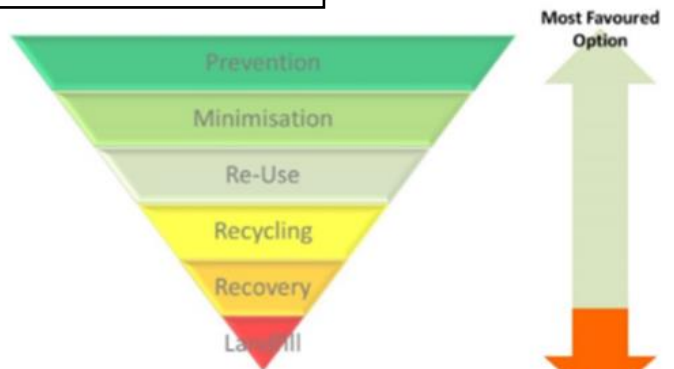 Most Favoured
Option
Prevention
Minimisation
Re-Use
Recycling
Recovery
Landfill